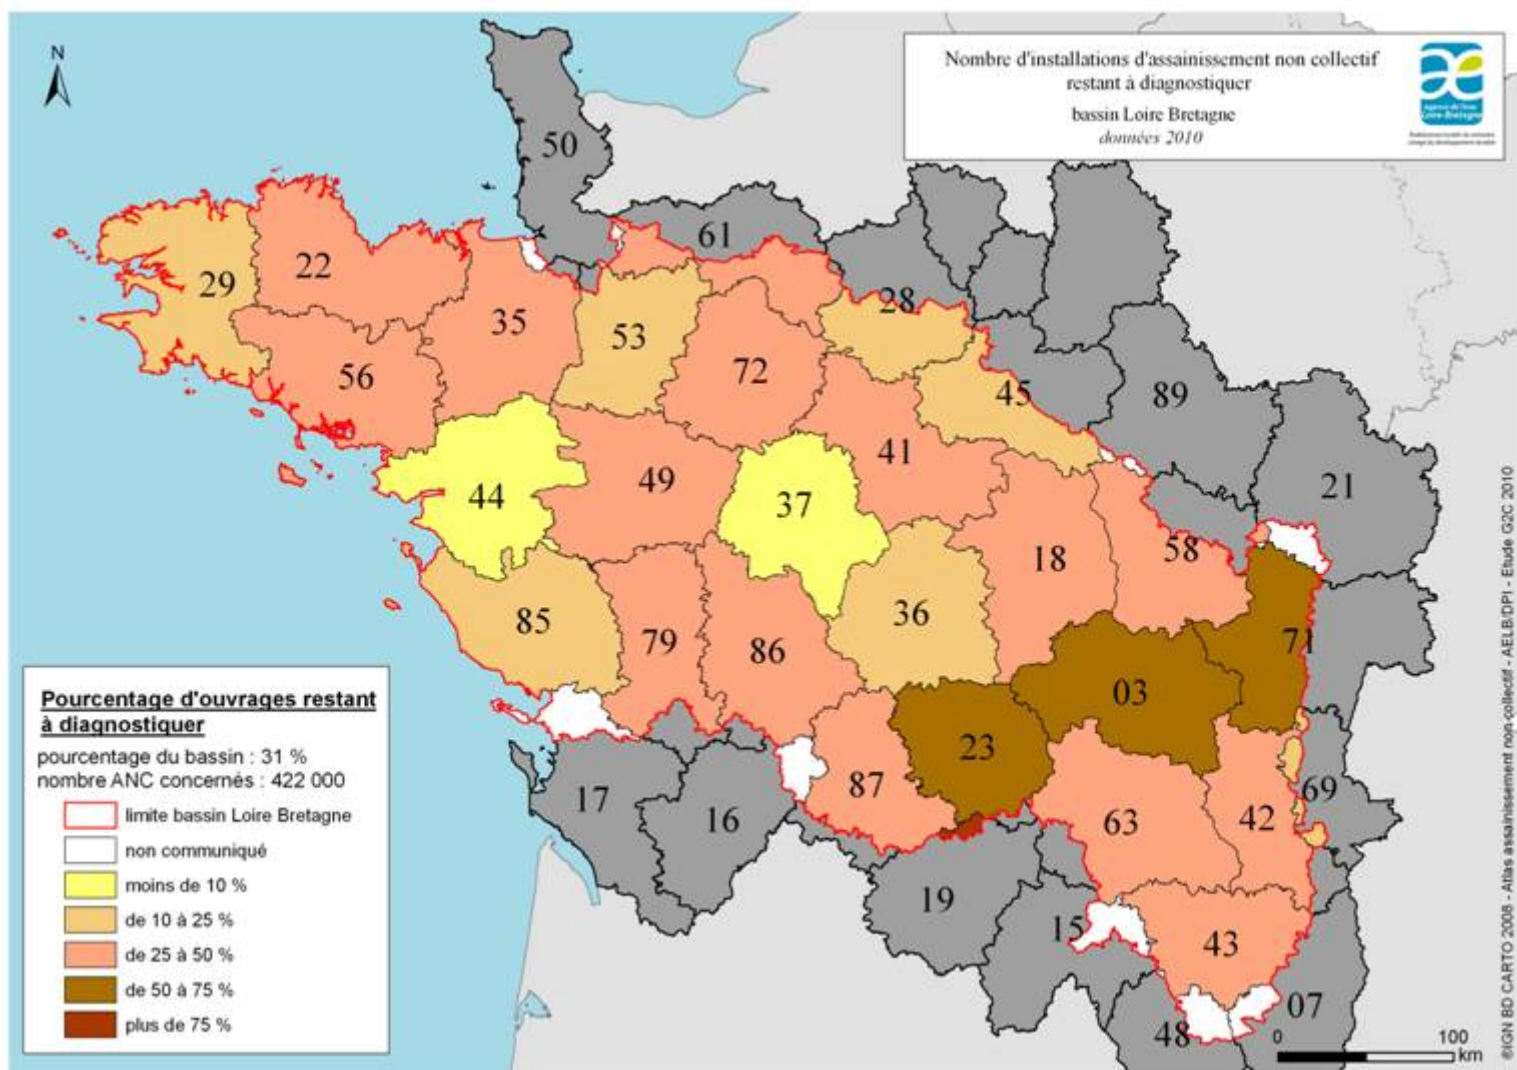 N
Nombre d'installations d'assainissement non collectif
restant à diagnostiquer
bassin Loire Bretagne
données 2010
agence de l'eau
Loire-Bretagne
50
61
29
22
35
53
28
56
72
45
89
41
44
49
37
21
18
58
85
79
86
36
71
03
23
17
16
87
63
42
69
19
15
43
48
07
Pourcentage d'ouvrages restant
à diagnostiquer
pourcentage du bassin : 31 %
nombre ANC concernés : 422 000
limite bassin Loire Bretagne
non communiqué
moins de 10 %
de 10 à 25 %
de 25 à 50 %
de 50 à 75 %
plus de 75 %
0 100
km
©IGN BD CARTO 2008 - Atlas assainissement non-collectif - AELB/DPI - Etude G2C 2010